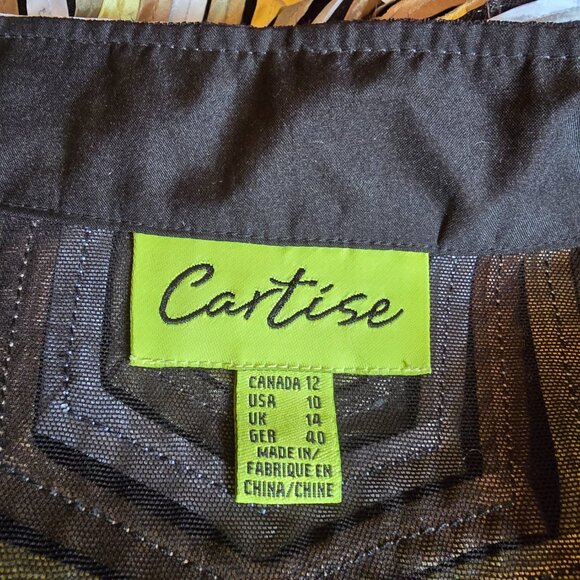 Cartise
CANADA 12
USA 10
UK 14
GER 40
MADE IN/
FABRIQUE EN
CHINA/CHINE